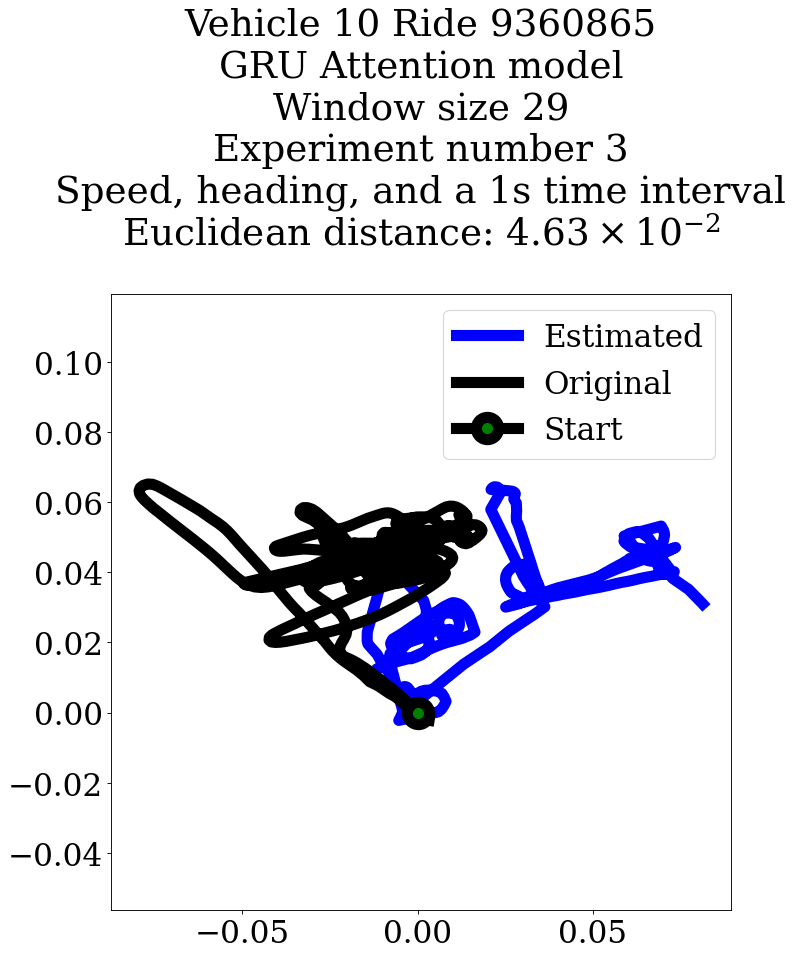 Vehicle 10 Ride 9360865
GRU Attention model
Window size 29
Experiment number 3
Speed, heading, and a 1s time interval
Euclidean distance: 4.63 × 10⁻²
Estimated
Original
Start
0.10
0.08
0.06
0.04
0.02
0.00
−0.02
−0.04
−0.05 0.00 0.05